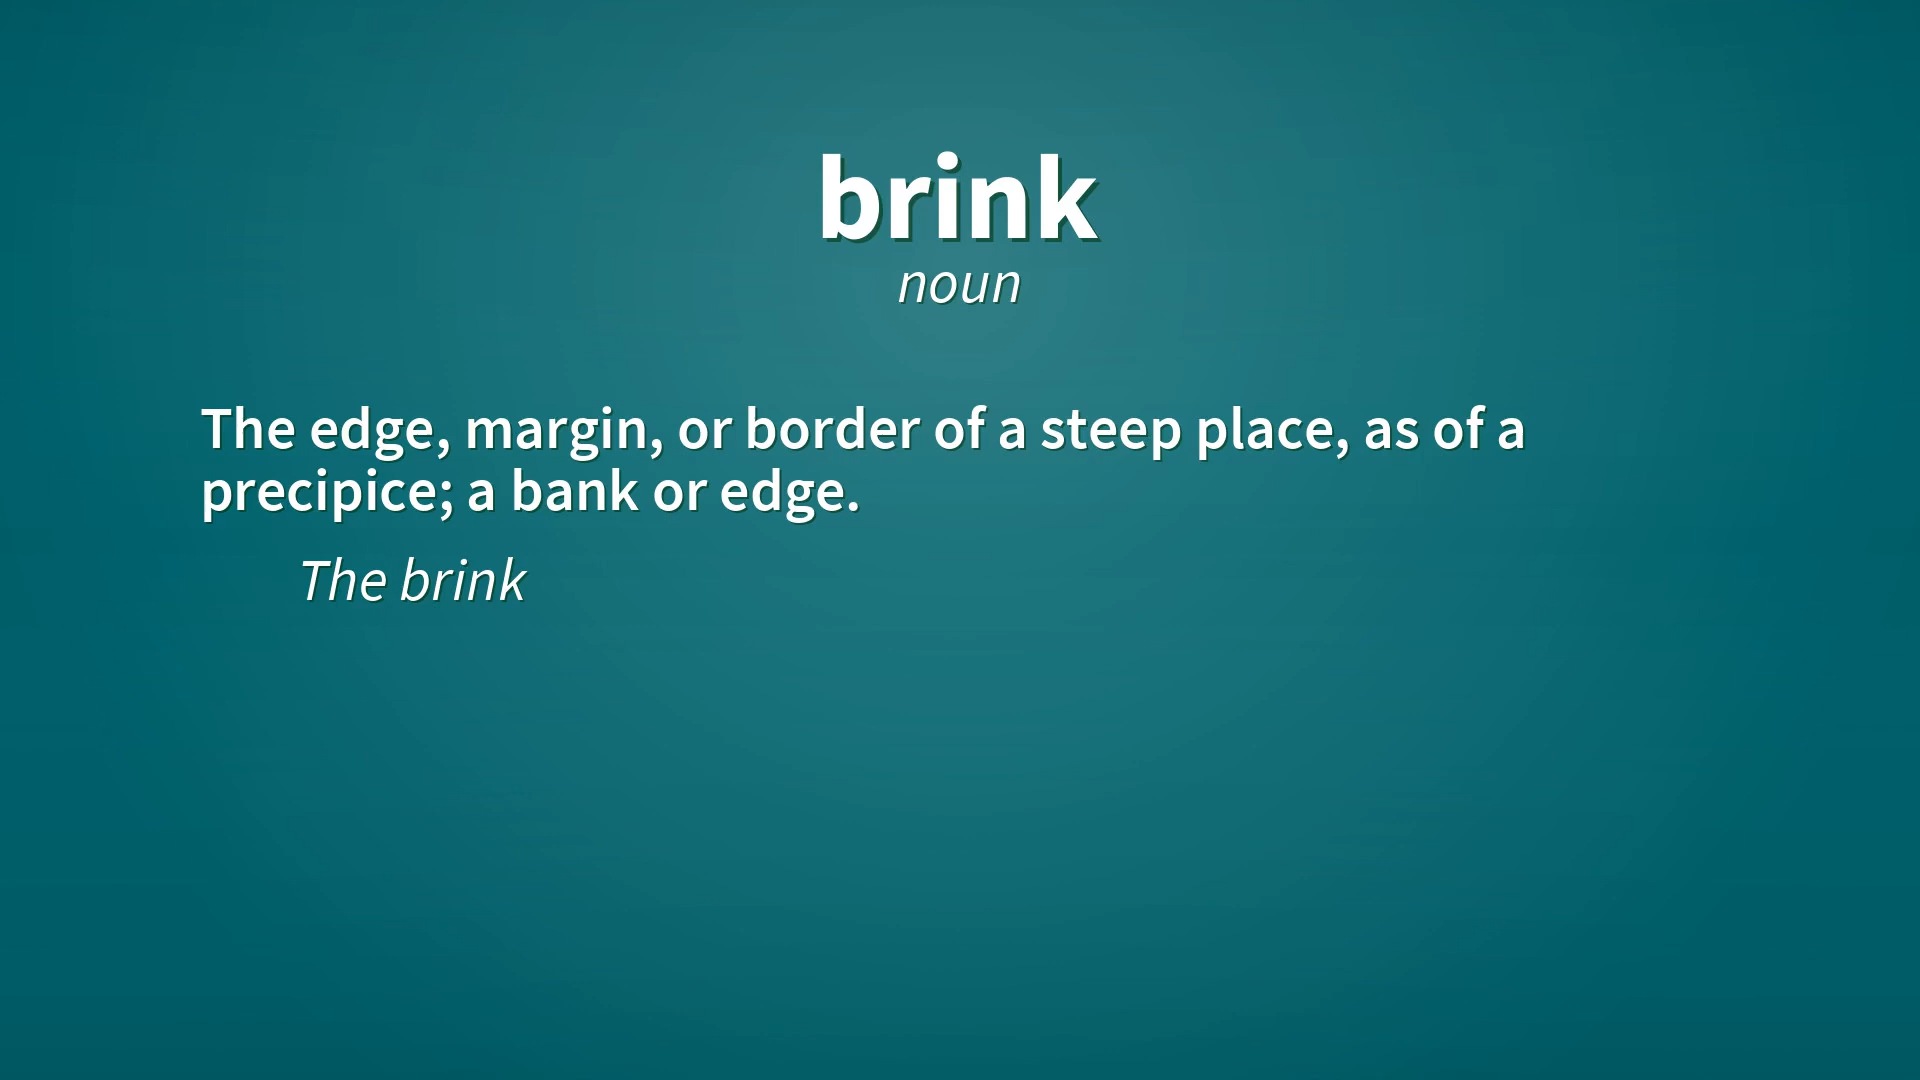 brink
noun
The edge, margin, or border of a steep place, as of a
precipice; a bank or edge.
The brink